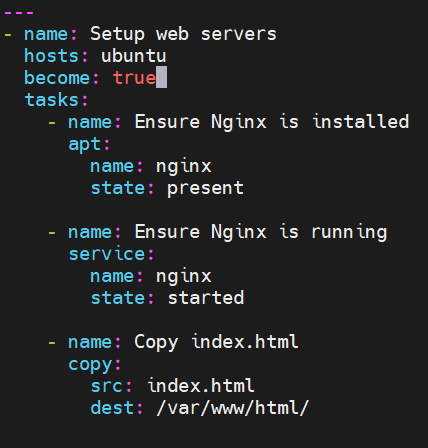 ---
- name: Setup web servers
  hosts: ubuntu
  become: true
  tasks:
    - name: Ensure Nginx is installed
      apt:
        name: nginx
        state: present

    - name: Ensure Nginx is running
      service:
        name: nginx
        state: started

    - name: Copy index.html
      copy:
        src: index.html
        dest: /var/www/html/